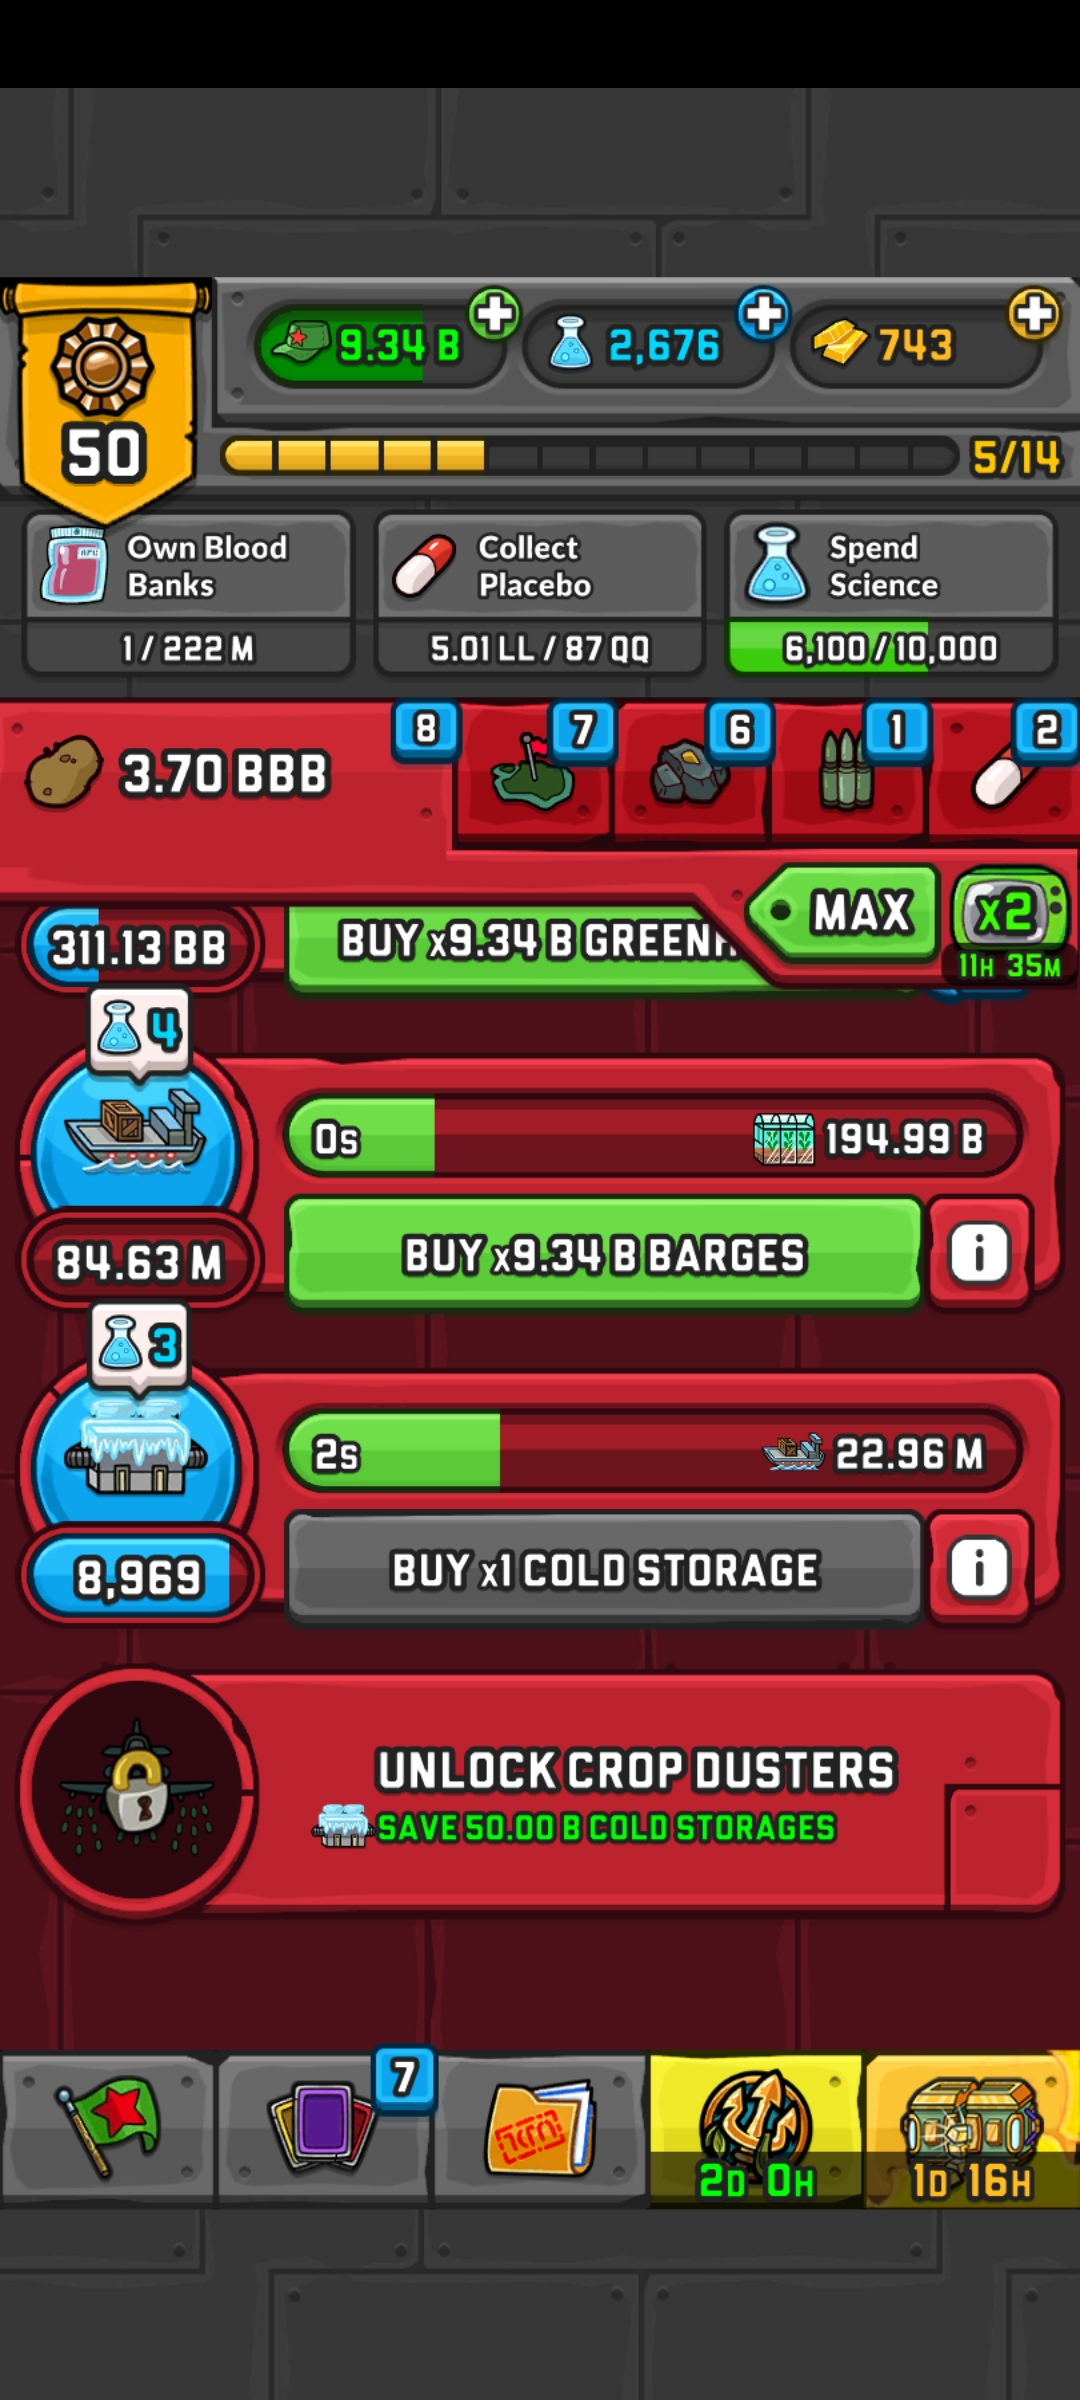 9.34 B
2,676
743
50
5/14
Own Blood
Banks
1 / 222 M
Collect
Placebo
5.01 LL / 87 QQ
Spend
Science
6,100 / 10,000
3.70 BBB
8
7
6
1
2
MAX
x2
11H 35M
311.13 BB
BUY x9.34 B
4
0s
194.99 B
84.63 M
BUY x9.34 B BARGES
i
3
2s
22.96 M
8,969
BUY x1 COLD STORAGE
i
UNLOCK CROP DUSTERS
SAVE 50.00 B COLD STORAGES
7
2D 0H
1D 16H